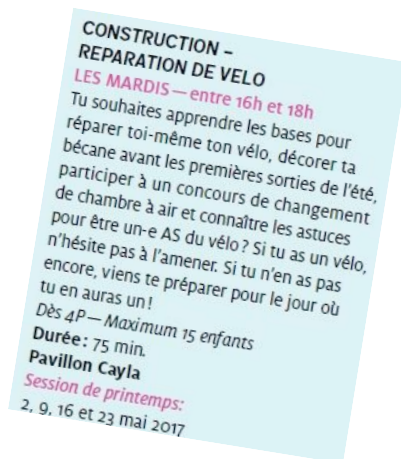 CONSTRUCTION –
REPARATION DE VELO
LES MARDIS — entre 16h et 18h
Tu souhaites apprendre les bases pour
réparer toi-même ton vélo, décorer ta
bécane avant les premières sorties de l'été,
participer à un concours de changement
de chambre à air et connaître les astuces
pour être un-e AS du vélo? Si tu as un vélo,
n'hésite pas à l'amener. Si tu n'en as pas
encore, viens te préparer pour le jour où
tu en auras un!
Dès 4P — Maximum 15 enfants
Durée: 75 min.
Pavillon Cayla
Session de printemps:
2, 9, 16 et 23 mai 2017